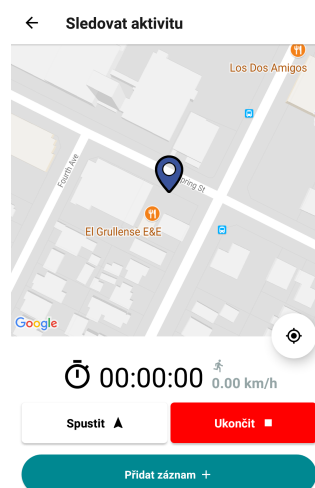 Sledovat aktivitu
Los Dos Amigos
Fourth Ave
Spring St
El Grullense E&E
Google
00:00:00
0.00 km/h
Spustit
Ukončit
Přidat záznam +